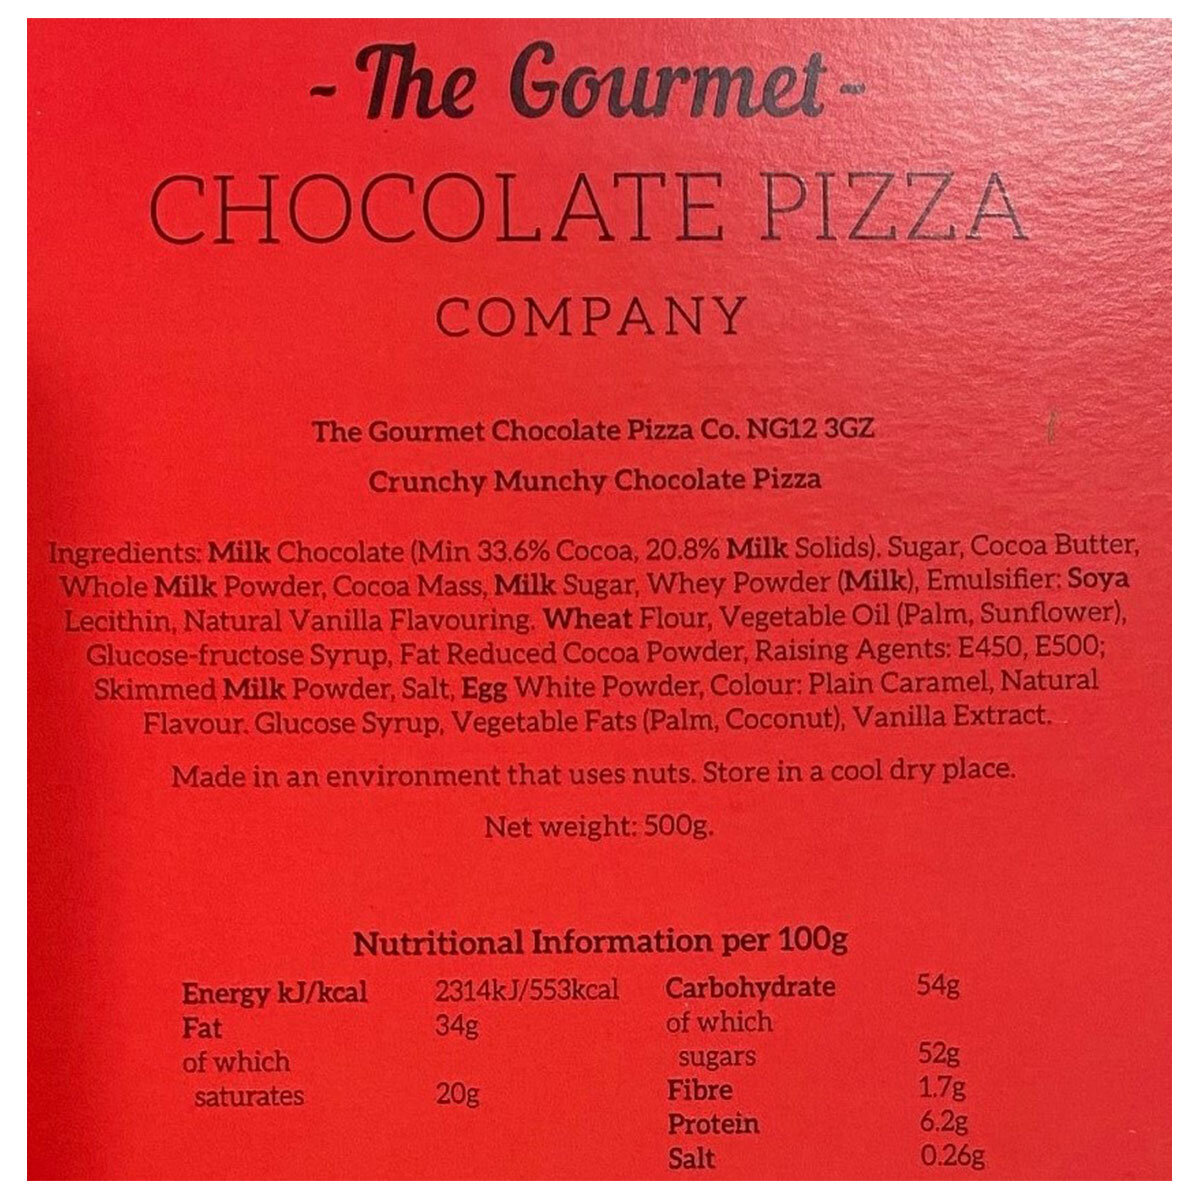 - The Gourmet -
CHOCOLATE PIZZA
COMPANY
The Gourmet Chocolate Pizza Co. NG12 3GZ
Crunchy Munchy Chocolate Pizza
Ingredients: Milk Chocolate (Min 33.6% Cocoa, 20.8% Milk Solids). Sugar, Cocoa Butter,
Whole Milk Powder, Cocoa Mass, Milk Sugar, Whey Powder (Milk), Emulsifier: Soya
Lecithin, Natural Vanilla Flavouring. Wheat Flour, Vegetable Oil (Palm, Sunflower),
Glucose-fructose Syrup, Fat Reduced Cocoa Powder, Raising Agents: E450, E500;
Skimmed Milk Powder, Salt, Egg White Powder, Colour: Plain Caramel, Natural
Flavour. Glucose Syrup, Vegetable Fats (Palm, Coconut), Vanilla Extract.
Made in an environment that uses nuts. Store in a cool dry place.
Net weight: 500g.
Nutritional Information per 100g
Energy kJ/kcal 2314kJ/553kcal
Fat 34g
of which
saturates 20g
Carbohydrate 54g
of which
sugars 52g
Fibre 1.7g
Protein 6.2g
Salt 0.26g